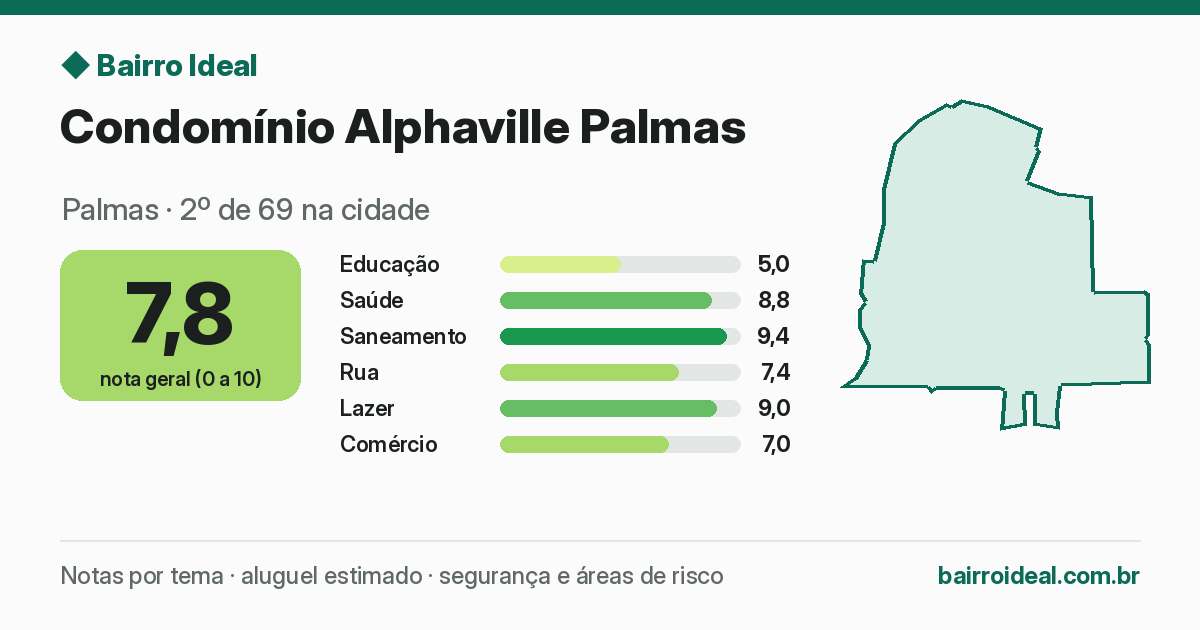 Bairro Ideal
Condomínio Alphaville Palmas
Palmas · 2º de 69 na cidade
7,8
nota geral (0 a 10)
Educação 5,0
Saúde 8,8
Saneamento 9,4
Rua 7,4
Lazer 9,0
Comércio 7,0
Notas por tema · aluguel estimado · segurança e áreas de risco
bairroideal.com.br